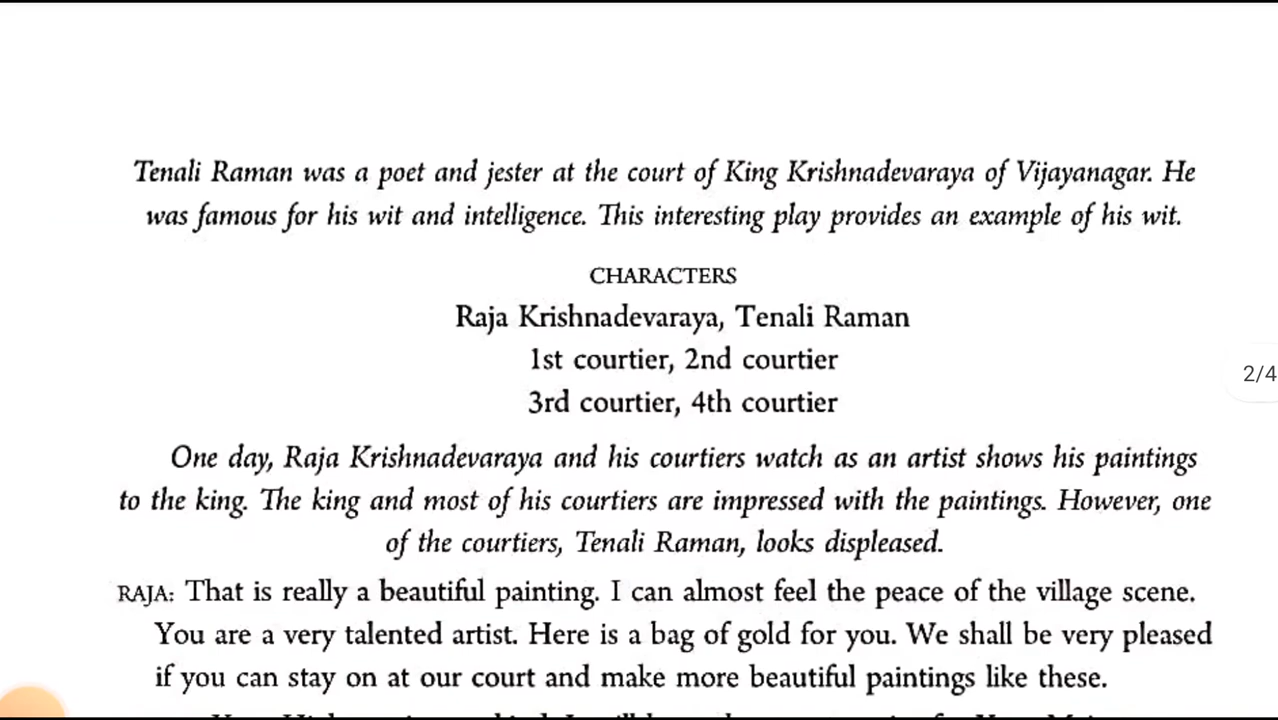 Tenali Raman was a poet and jester at the court of King Krishnadevaraya of Vijayanagar. He
was famous for his wit and intelligence. This interesting play provides an example of his wit.
CHARACTERS
Raja Krishnadevaraya, Tenali Raman
1st courtier, 2nd courtier
2/4
3rd courtier, 4th courtier
One day, Raja Krishnadevaraya and his courtiers watch as an artist shows his paintings
to the king. The king and most of his courtiers are impressed with the paintings. However, one
of the courtiers, Tenali Raman, looks displeased.
RAJA: That is really a beautiful painting. I can almost feel the peace of the village scene.
You are a very talented artist. Here is a bag of gold for you. We shall be very pleased
if you can stay on at our court and make more beautiful paintings like these.